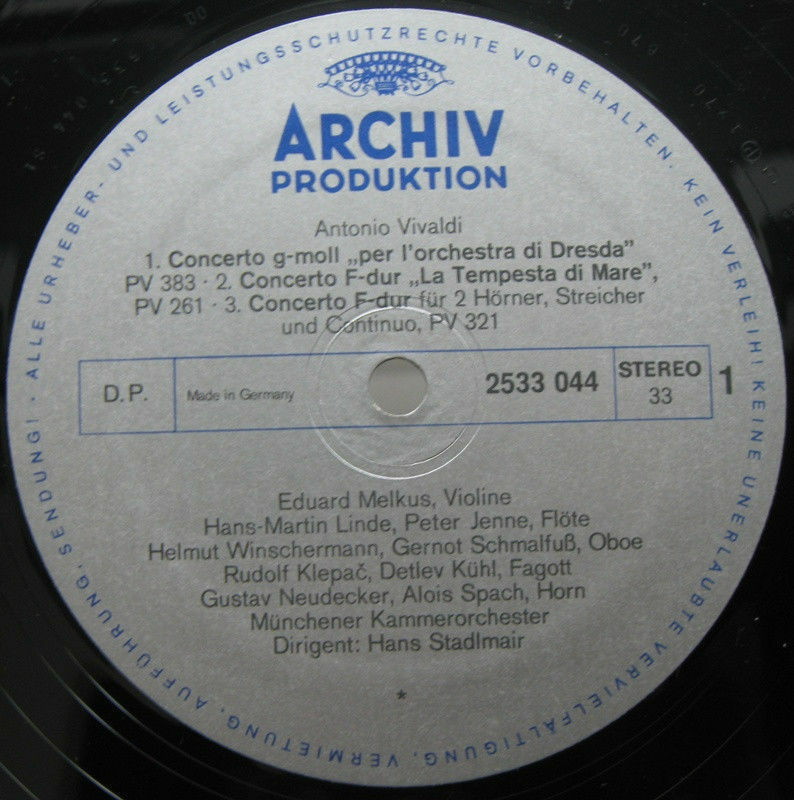 ALLE URHEBER- UND LEISTUNGSSCHUTZRECHTE VORBEHALTEN. KEIN VERLEIH! KEINE UNERLAUBTE VERVIELFÄLTIGUNG, VERMIETUNG, AUFFÜHRUNG, SENDUNG!
ARCHIV
PRODUKTION
Antonio Vivaldi
1. Concerto g-moll „per l'orchestra di Dresda”
PV 383 · 2. Concerto F-dur „La Tempesta di Mare”,
PV 261 · 3. Concerto F-dur für 2 Hörner, Streicher
und Continuo, PV 321
D.P.
Made in Germany
2533 044
STEREO
33
1
Eduard Melkus, Violine
Hans-Martin Linde, Peter Jenne, Flöte
Helmut Winschermann, Gernot Schmalfuß, Oboe
Rudolf Klepač, Detlev Kühl, Fagott
Gustav Neudecker, Alois Spach, Horn
Münchener Kammerorchester
Dirigent: Hans Stadlmair
*